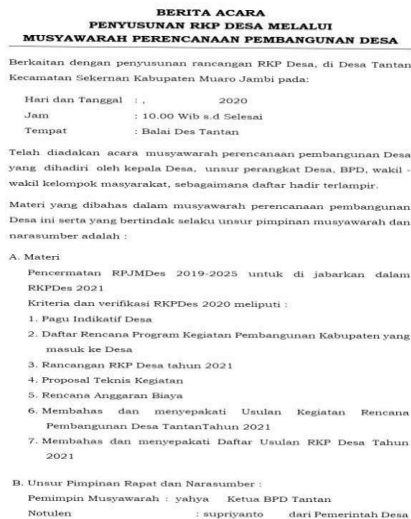 BERITA ACARA
PENYUSUNAN RKP DESA MELALUI
MUSYAWARAH PERENCANAAN PEMBANGUNAN DESA
Berkaitan dengan penyusunan rancangan RKP Desa, di Desa Tantan
Kecamatan Sekernan Kabupaten Muaro Jambi pada:
Hari dan Tanggal : , 2020
Jam : 10.00 Wib s.d Selesai
Tempat : Balai Des Tantan
Telah diadakan acara musyawarah perencanaan pembangunan Desa
yang dihadiri oleh kepala Desa, unsur perangkat Desa, BPD, wakil -
wakil kelompok masyarakat, sebagaimana daftar hadir terlampir.
Materi yang dibahas dalam musyawarah perencanaan pembangunan
Desa ini serta yang bertindak selaku unsur pimpinan musyawarah dan
narasumber adalah :
A. Materi
Pencermatan RPJMDes 2019-2025 untuk di jabarkan dalam
RKPDes 2021
Kriteria dan verifikasi RKPDes 2020 meliputi :
1. Pagu Indikatif Desa
2. Daftar Rencana Program Kegiatan Pembangunan Kabupaten yang
masuk ke Desa
3. Rancangan RKP Desa tahun 2021
4. Proposal Teknis Kegiatan
5. Rencana Anggaran Biaya
6. Membahas dan menyepakati Usulan Kegiatan Rencana
Pembangunan Desa TantanTahun 2021
7. Membahas dan menyepakati Daftar Usulan RKP Desa Tahun
2021
B. Unsur Pimpinan Rapat dan Narasumber :
Pemimpin Musyawarah : yahya Ketua BPD Tantan
Notulen : supriyanto dari Pemerintah Desa